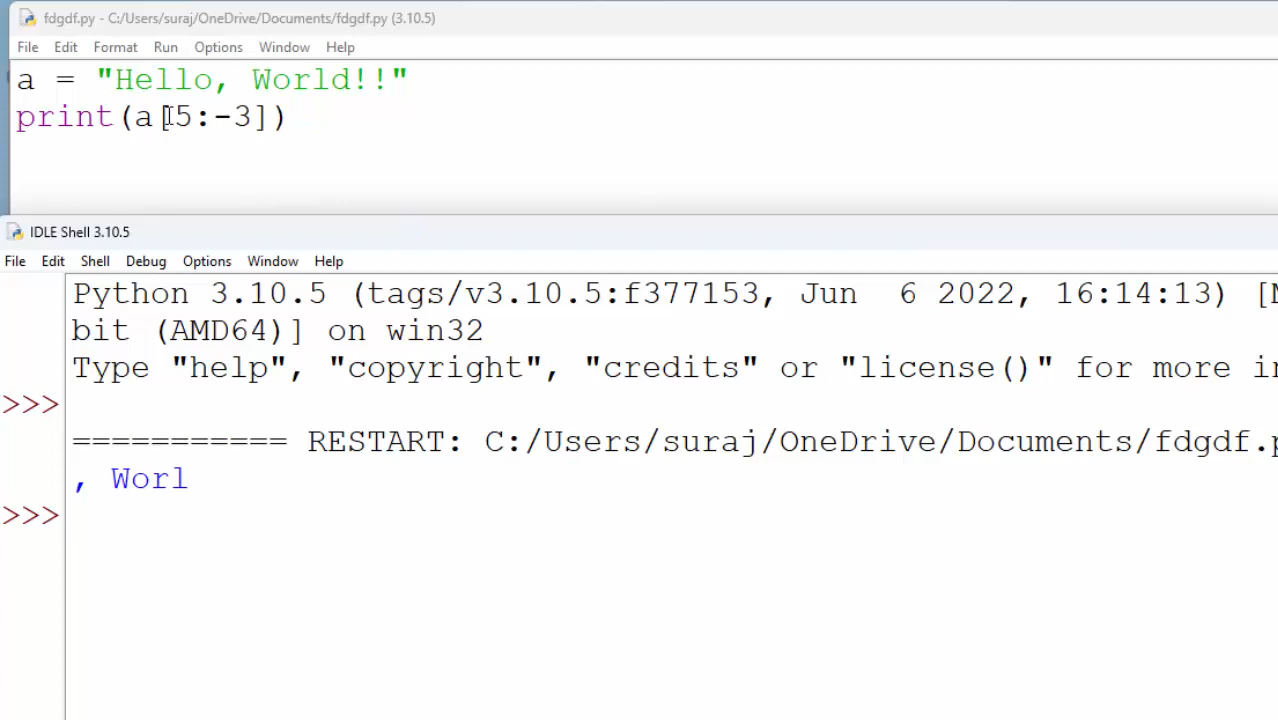 fdgdf.py - C:/Users/suraj/OneDrive/Documents/fdgdf.py (3.10.5)
File Edit Format Run Options Window Help
a = "Hello, World!!"
print(a[5:-3])
IDLE Shell 3.10.5
File Edit Shell Debug Options Window Help
Python 3.10.5 (tags/v3.10.5:f377153, Jun  6 2022, 16:14:13) [
bit (AMD64)] on win32
Type "help", "copyright", "credits" or "license()" for more in
>>>
=========== RESTART: C:/Users/suraj/OneDrive/Documents/fdgdf.p
, Worl
>>>